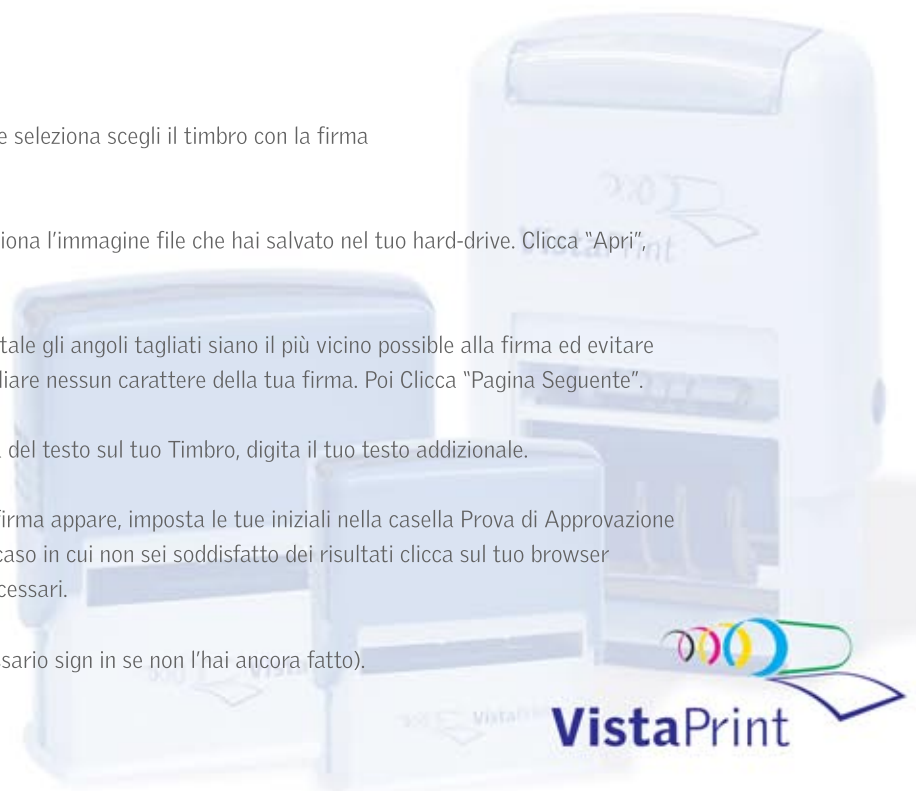 e seleziona scegli il timbro con la firma
iona l'immagine file che hai salvato nel tuo hard-drive. Clicca “Apri”,
tale gli angoli tagliati siano il più vicino possible alla firma ed evitare
liare nessun carattere della tua firma. Poi Clicca “Pagina Seguente”.
del testo sul tuo Timbro, digita il tuo testo addizionale.
firma appare, imposta le tue iniziali nella casella Prova di Approvazione
caso in cui non sei soddisfatto dei risultati clicca sul tuo browser
cessari.
ssario sign in se non l'hai ancora fatto).
VistaPrint
VistaPrint